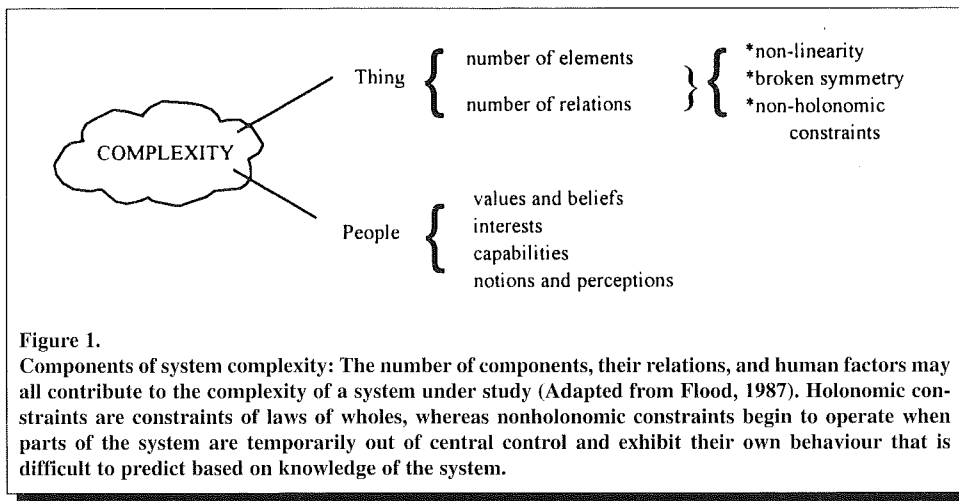 COMPLEXITY
Thing
number of elements
number of relations
*non-linearity
*broken symmetry
*non-holonomic
constraints
People
values and beliefs
interests
capabilities
notions and perceptions
Figure 1.
Components of system complexity: The number of components, their relations, and human factors may
all contribute to the complexity of a system under study (Adapted from Flood, 1987). Holonomic con-
straints are constraints of laws of wholes, whereas nonholonomic constraints begin to operate when
parts of the system are temporarily out of central control and exhibit their own behaviour that is
difficult to predict based on knowledge of the system.